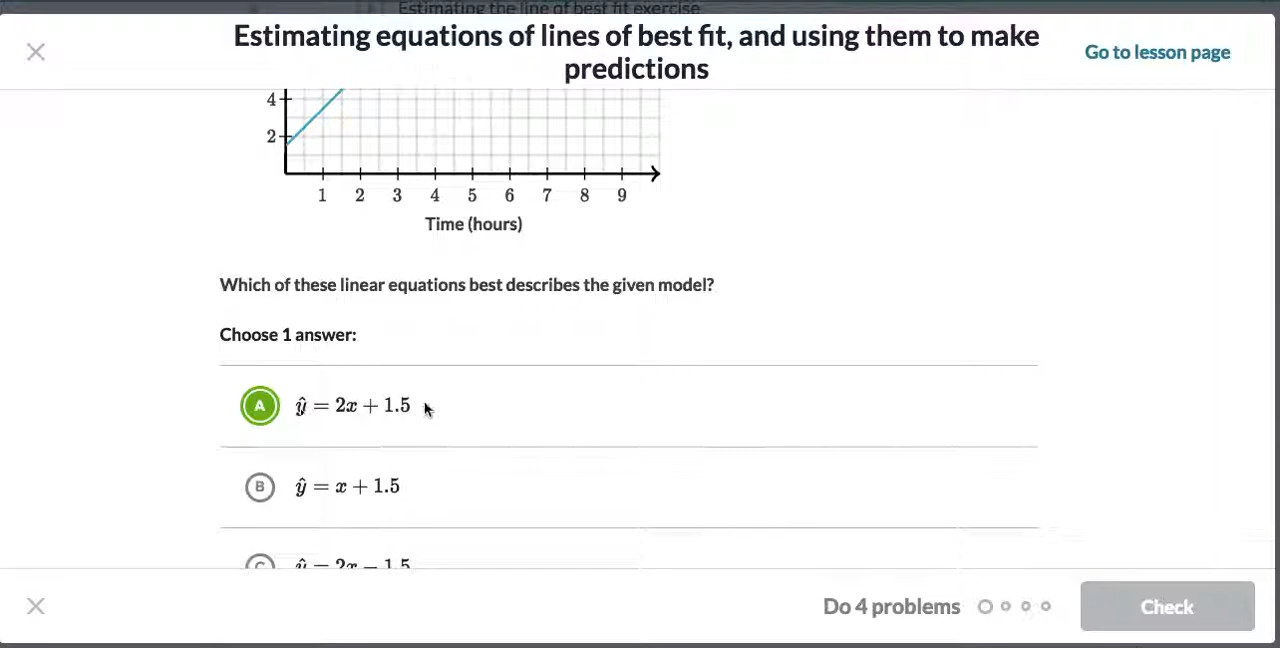 Estimating the line of best fit exercise
Estimating equations of lines of best fit, and using them to make
predictions
Go to lesson page
4
2
1 2 3 4 5 6 7 8 9
Time (hours)
Which of these linear equations best describes the given model?
Choose 1 answer:
A ŷ = 2x + 1.5
B ŷ = x + 1.5
C ŷ = 2x − 1.5
Do 4 problems
Check